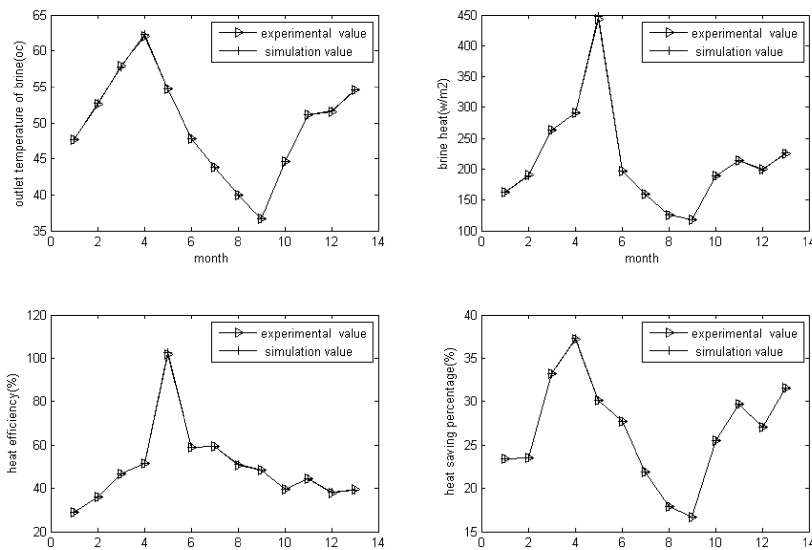 65
60
55
50
45
40
35
0 2 4 6 8 10 12 14
month
outlet temperature of brine(oc)
experimental value
simulation value
450
400
350
300
250
200
150
100
0 2 4 6 8 10 12 14
month
brine heat(w/m2)
experimental value
simulation value
120
100
80
60
40
20
0 2 4 6 8 10 12 14
heat efficiency(%)
experimental value
simulation value
40
35
30
25
20
15
0 2 4 6 8 10 12 14
heat saving percentage(%)
experimental value
simulation value